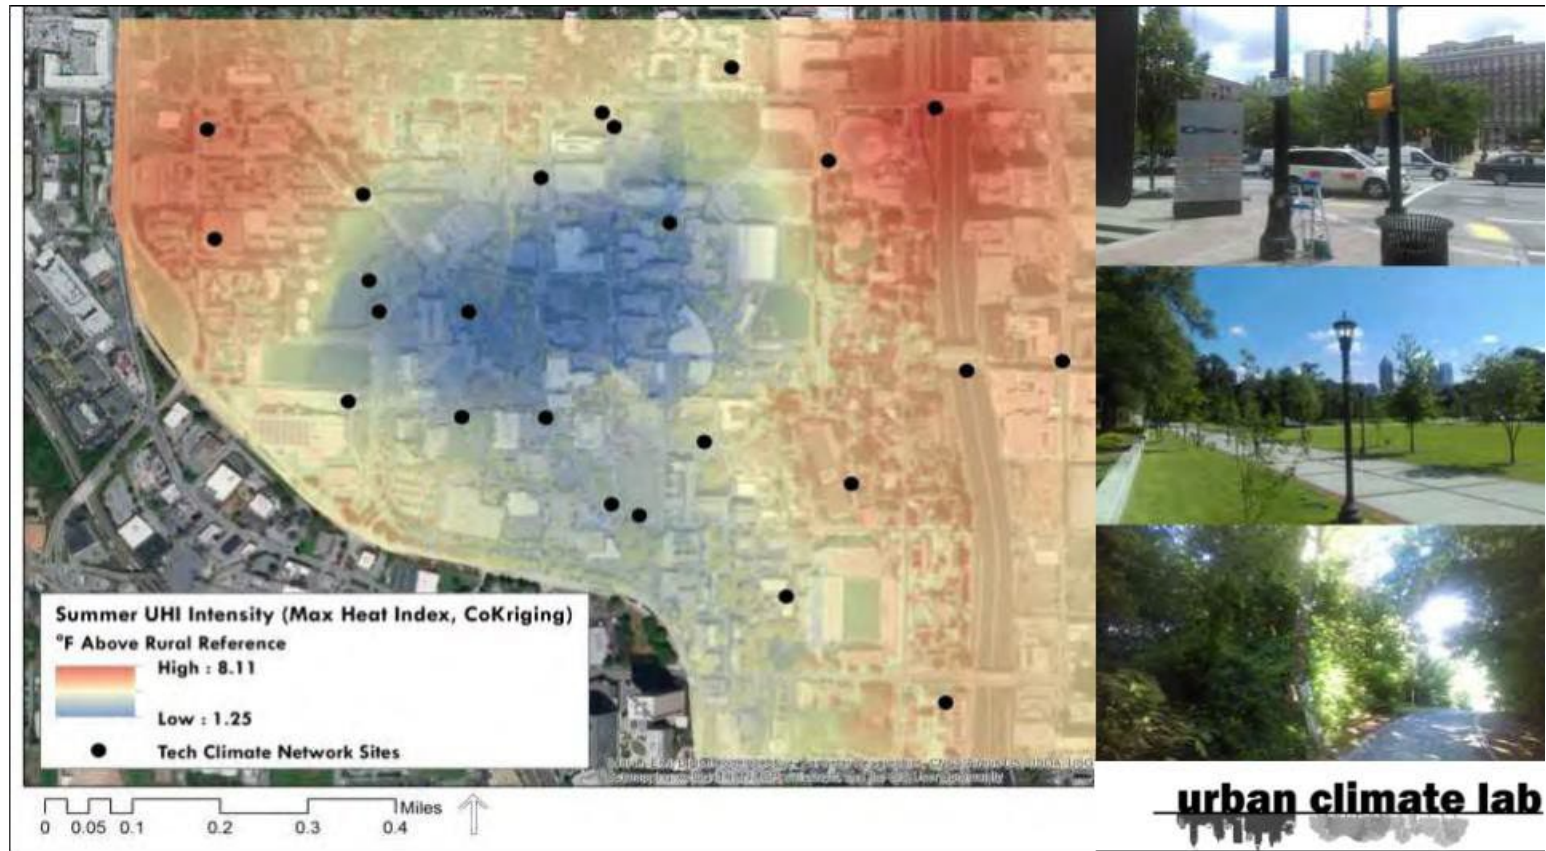 Summer UHI Intensity (Max Heat Index, CoKriging)
°F Above Rural Reference
High : 8.11
Low : 1.25
Tech Climate Network Sites
Miles
0 0.05 0.1 0.2 0.3 0.4
urban climate lab